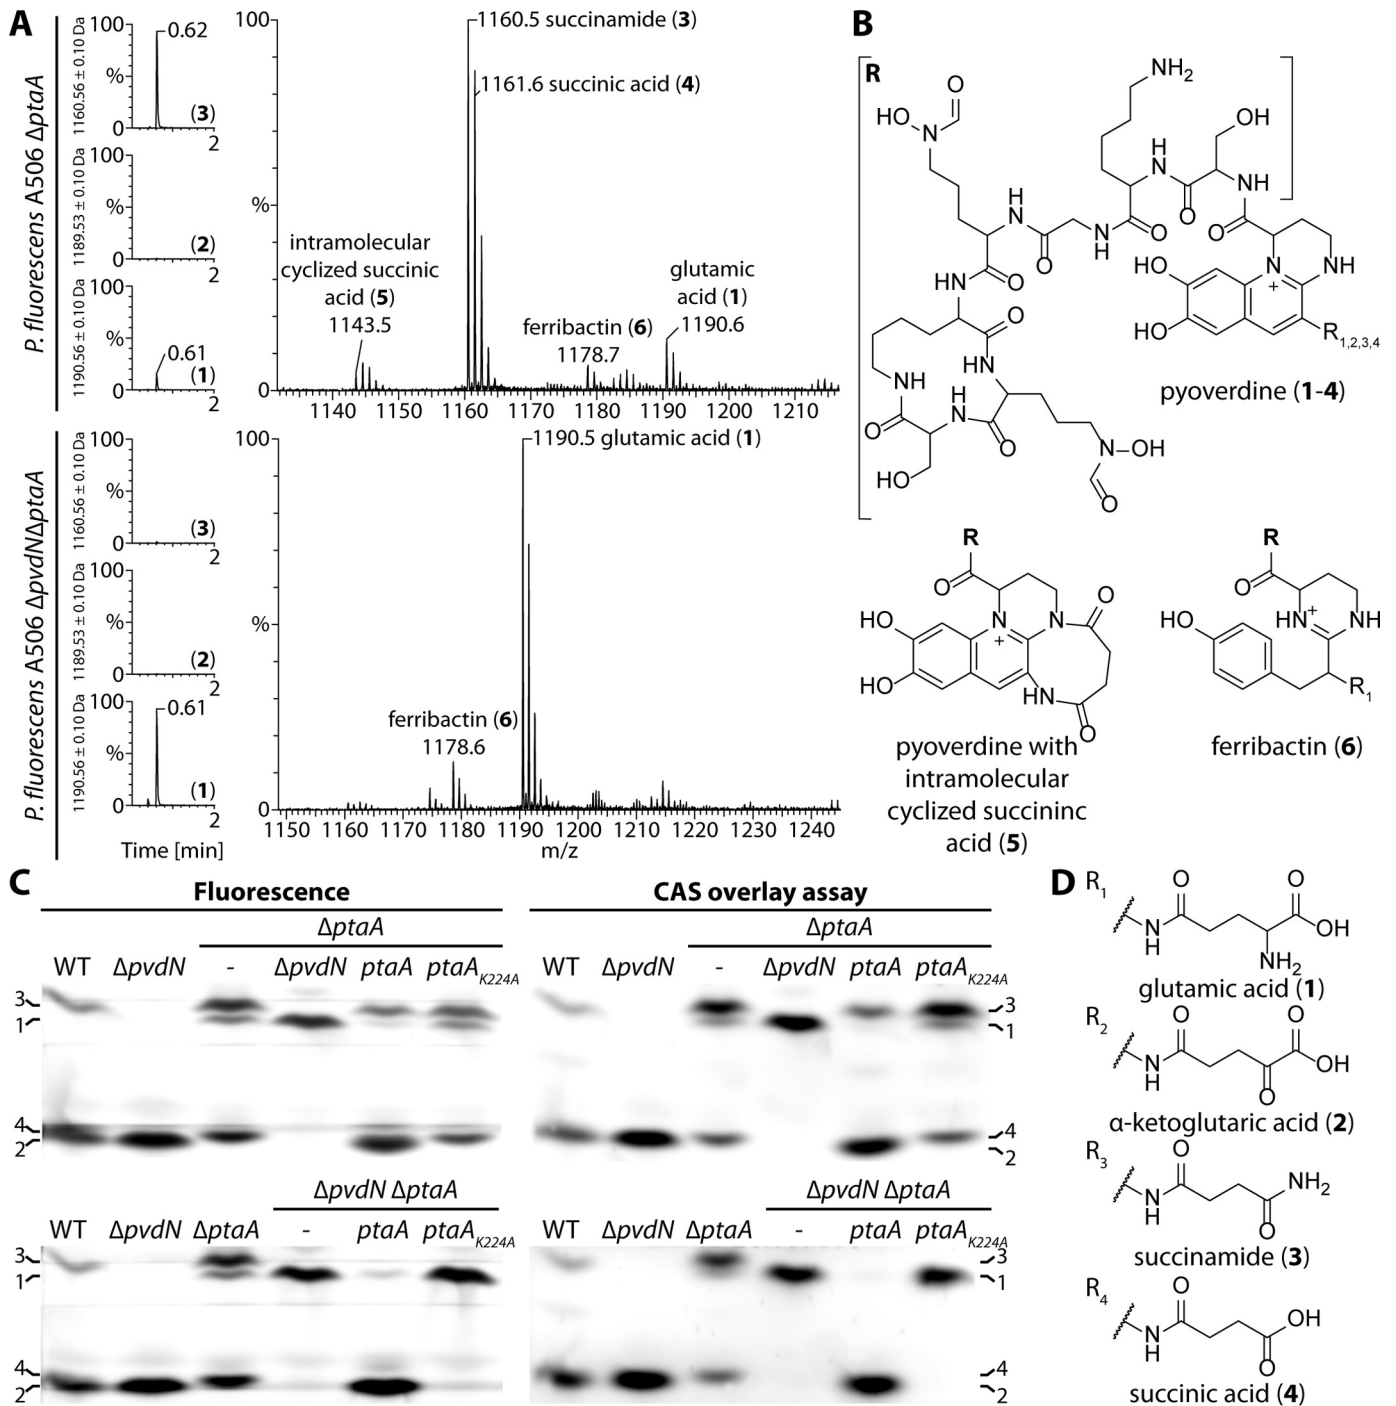 A
P. fluorescens A506 ΔptaA
1160.56 ± 0.10 Da
100
%
0
0.62
(3)
2
1189.53 ± 0.10 Da
100
%
0
(2)
2
1190.56 ± 0.10 Da
100
%
0
0.61
(1)
2
100
%
0
1160.5 succinamide (3)
1161.6 succinic acid (4)
intramolecular
cyclized succinic
acid (5)
1143.5
ferribactin (6)
1178.7
glutamic
acid (1)
1190.6
1140 1150 1160 1170 1180 1190 1200 1210
P. fluorescens A506 ΔpvdNΔptaA
1160.56 ± 0.10 Da
100
%
0
(3)
2
1189.53 ± 0.10 Da
100
%
0
(2)
2
1190.56 ± 0.10 Da
100
%
0
0.61
(1)
2
Time [min]
100
%
0
1190.5 glutamic acid (1)
ferribactin (6)
1178.6
1150 1160 1170 1180 1190 1200 1210 1220 1230 1240
m/z
B
R
NH2
O
HO
N
OH
H
N
O
NH
H
N
O
N
H
O
O
HO
N
NH
+
HO
R1,2,3,4
O
HN
O
O
NH
NH
H
N
O
O
HO
N
OH
O
pyoverdine (1-4)
R
O
O
HO
N
N
+
HO
HN
O
pyoverdine with
intramolecular
cyclized succininc
acid (5)
R
O
HO
HN
+
NH
R1
ferribactin (6)
C
Fluorescence
ΔptaA
WT ΔpvdN - ΔpvdN ptaA ptaAK224A
3
1
4
2
CAS overlay assay
ΔptaA
WT ΔpvdN - ΔpvdN ptaA ptaAK224A
3
1
4
2
ΔpvdN ΔptaA
WT ΔpvdN ΔptaA - ptaA ptaAK224A
3
1
4
2
ΔpvdN ΔptaA
WT ΔpvdN ΔptaA - ptaA ptaAK224A
3
1
4
2
D
R1
O
O
N
H
OH
NH2
glutamic acid (1)
R2
O
O
N
H
OH
O
α-ketoglutaric acid (2)
R3
O
N
H
NH2
O
succinamide (3)
R4
O
N
H
OH
O
succinic acid (4)